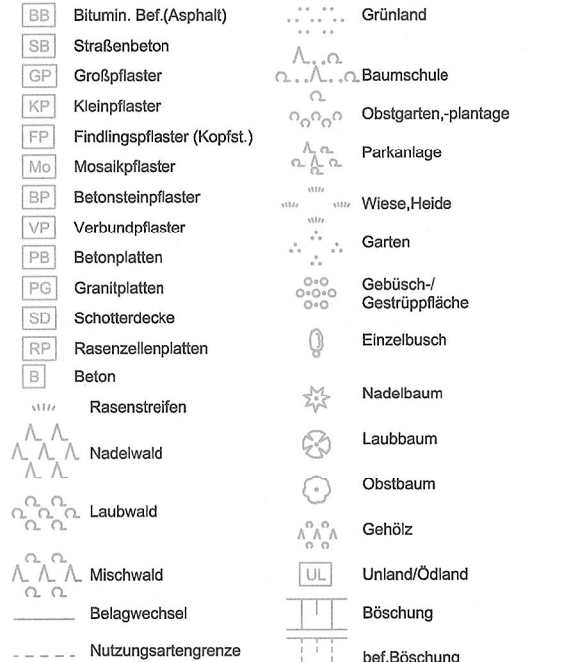 BB Bitumin. Bef.(Asphalt)
SB Straßenbeton
GP Großpflaster
KP Kleinpflaster
FP Findlingspflaster (Kopfst.)
Mo Mosaikpflaster
BP Betonsteinpflaster
VP Verbundpflaster
PB Betonplatten
PG Granitplatten
SD Schotterdecke
RP Rasenzellenplatten
B Beton
Rasenstreifen
Nadelwald
Laubwald
Mischwald
Belagwechsel
Nutzungsartengrenze
Grünland
Baumschule
Obstgarten,-plantage
Parkanlage
Wiese,Heide
Garten
Gebüsch-/
Gestrüppfläche
Einzelbusch
Nadelbaum
Laubbaum
Obstbaum
Gehölz
UL Unland/Ödland
Böschung
bef.Böschung